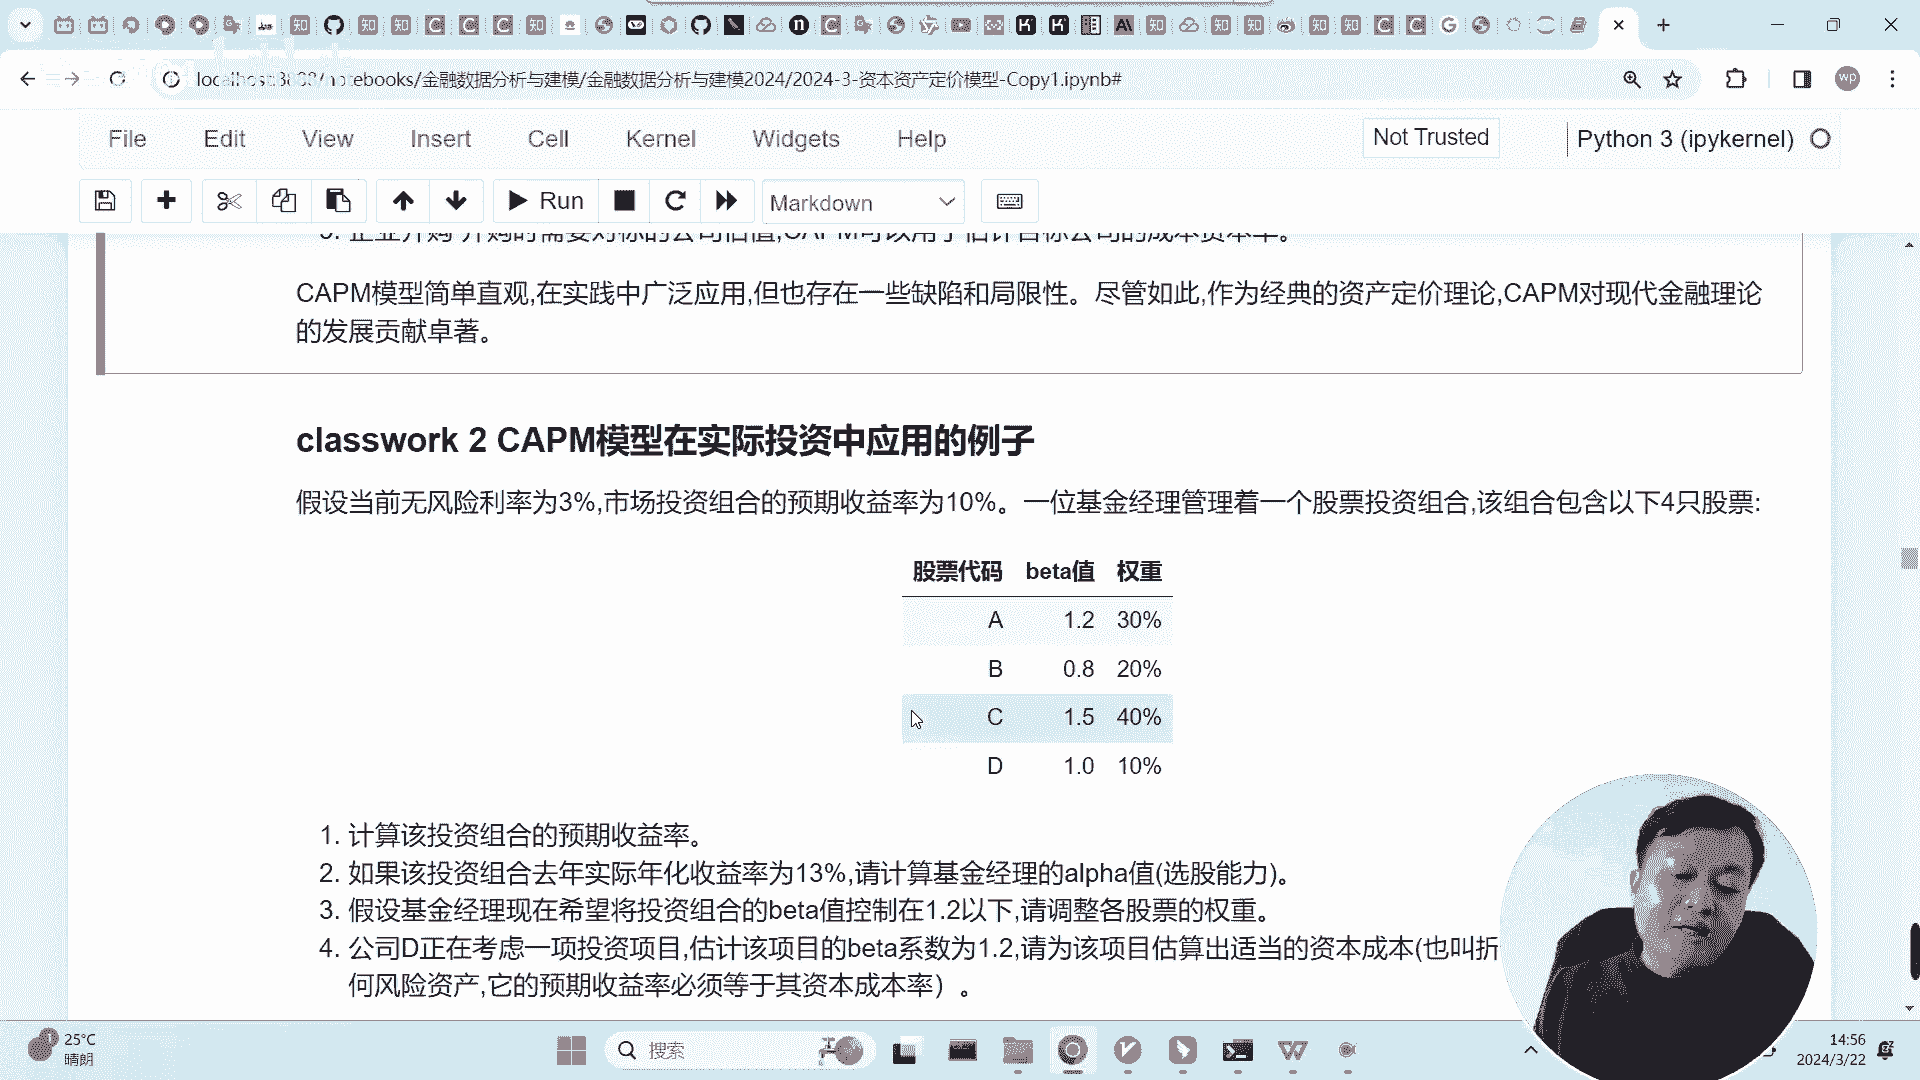 localhost:8888/notebooks/金融数据分析与建模/金融数据分析与建模2024/2024-3-资本资产定价模型-Copy1.ipynb#
wp
File Edit View Insert Cell Kernel Widgets Help
Not Trusted
Python 3 (ipykernel)
Run
Markdown
CAPM模型简单直观,在实践中广泛应用,但也存在一些缺陷和局限性。尽管如此,作为经典的资产定价理论,CAPM对现代金融理论
的发展贡献卓著。
classwork 2 CAPM模型在实际投资中应用的例子
假设当前无风险利率为3%,市场投资组合的预期收益率为10%。一位基金经理管理着一个股票投资组合,该组合包含以下4只股票:
股票代码 beta值 权重
A 1.2 30%
B 0.8 20%
C 1.5 40%
D 1.0 10%
1. 计算该投资组合的预期收益率。
2. 如果该投资组合去年实际年化收益率为13%,请计算基金经理的alpha值(选股能力)。
3. 假设基金经理现在希望将投资组合的beta值控制在1.2以下,请调整各股票的权重。
4. 公司D正在考虑一项投资项目,估计该项目的beta系数为1.2,请为该项目估算出适当的资本成本(也叫折
何风险资产,它的预期收益率必须等于其资本成本率）。
25°C
晴朗
搜索
14:56
2024/3/22